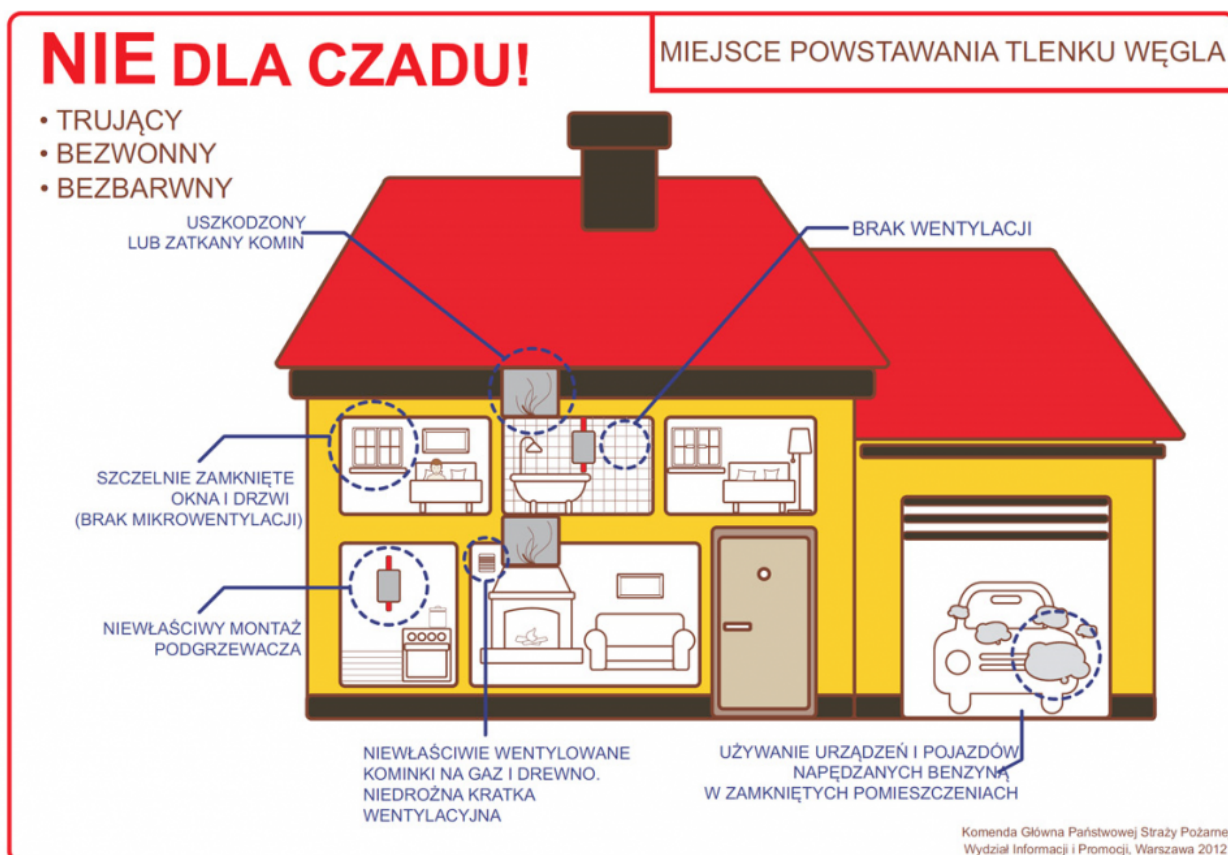 NIE DLA CZADU!
MIEJSCE POWSTAWANIA TLENKU WĘGLA
• TRUJĄCY
• BEZWONNY
• BEZBARWNY
USZKODZONY
LUB ZATKANY KOMIN
BRAK WENTYLACJI
SZCZELNIE ZAMKNIĘTE
OKNA I DRZWI
(BRAK MIKROWENTYLACJI)
NIEWŁAŚCIWY MONTAŻ
PODGRZEWACZA
NIEWŁAŚCIWIE WENTYLOWANE
KOMINKI NA GAZ I DREWNO.
NIEDROŻNA KRATKA
WENTYLACYJNA
UŻYWANIE URZĄDZEŃ I POJAZDÓW
NAPĘDZANYCH BENZYNĄ
W ZAMKNIĘTYCH POMIESZCZENIACH
Komenda Główna Państwowej Straży Pożarne
Wydział Informacji i Promocji, Warszawa 2012